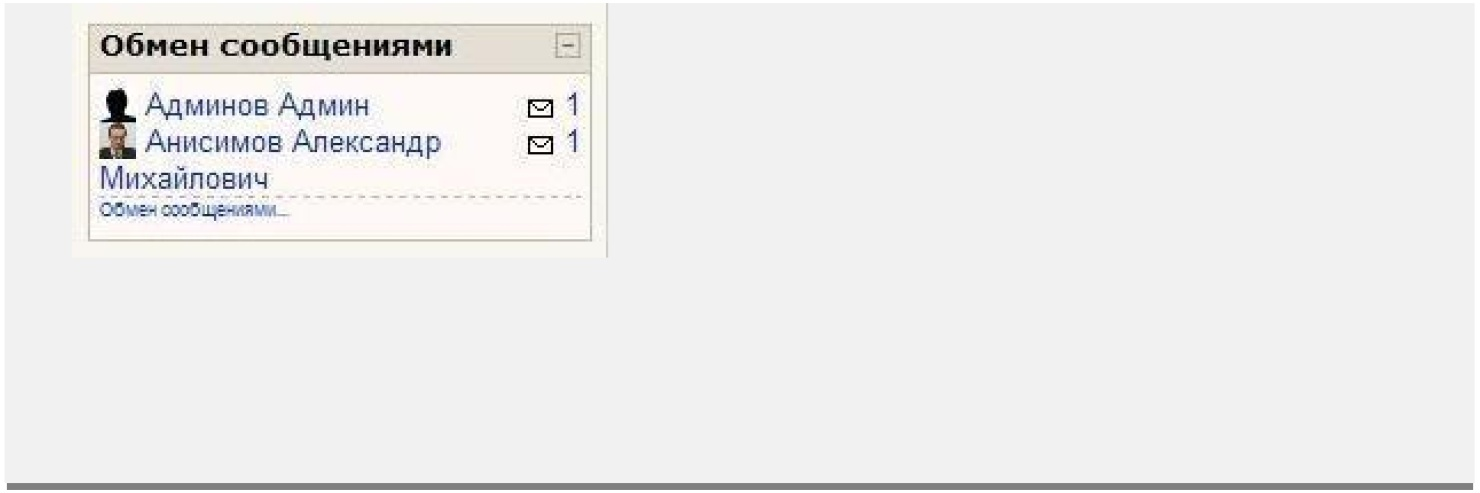 Обмен сообщениями
Админов Админ 1
Анисимов Александр 1
Михайлович
Обмен сообщениями...